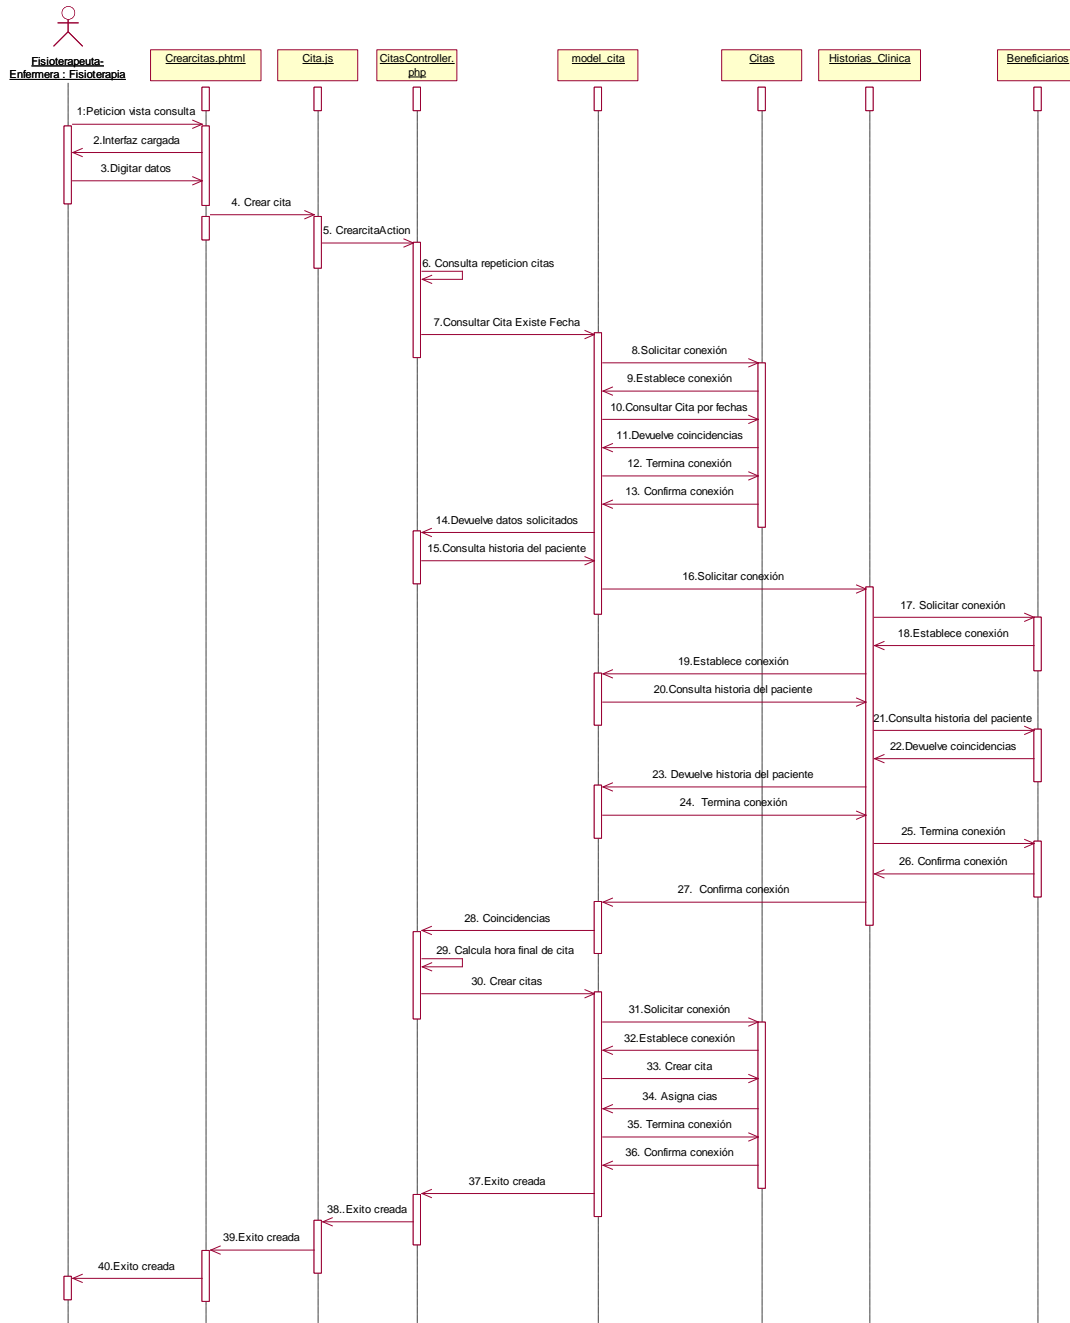 Fisioterapeuta-
Enfermera : Fisioterapia
Crearcitas.phtml
Cita.js
CitasController.
php
model_cita
Citas
Historias_Clinica
Beneficiarios
1:Peticion vista consulta
2.Interfaz cargada
3.Digitar datos
4. Crear cita
5. CrearcitaAction
6. Consulta repeticion citas
7.Consultar Cita Existe Fecha
8.Solicitar conexión
9.Establece conexión
10.Consultar Cita por fechas
11.Devuelve coincidencias
12. Termina conexión
13. Confirma conexión
14.Devuelve datos solicitados
15.Consulta historia del paciente
16.Solicitar conexión
17. Solicitar conexión
18.Establece conexión
19.Establece conexión
20.Consulta historia del paciente
21.Consulta historia del paciente
22.Devuelve coincidencias
23. Devuelve historia del paciente
24. Termina conexión
25. Termina conexión
26. Confirma conexión
27. Confirma conexión
28. Coincidencias
29. Calcula hora final de cita
30. Crear citas
31.Solicitar conexión
32.Establece conexión
33. Crear cita
34. Asigna cias
35. Termina conexión
36. Confirma conexión
37.Exito creada
38..Exito creada
39.Exito creada
40.Exito creada